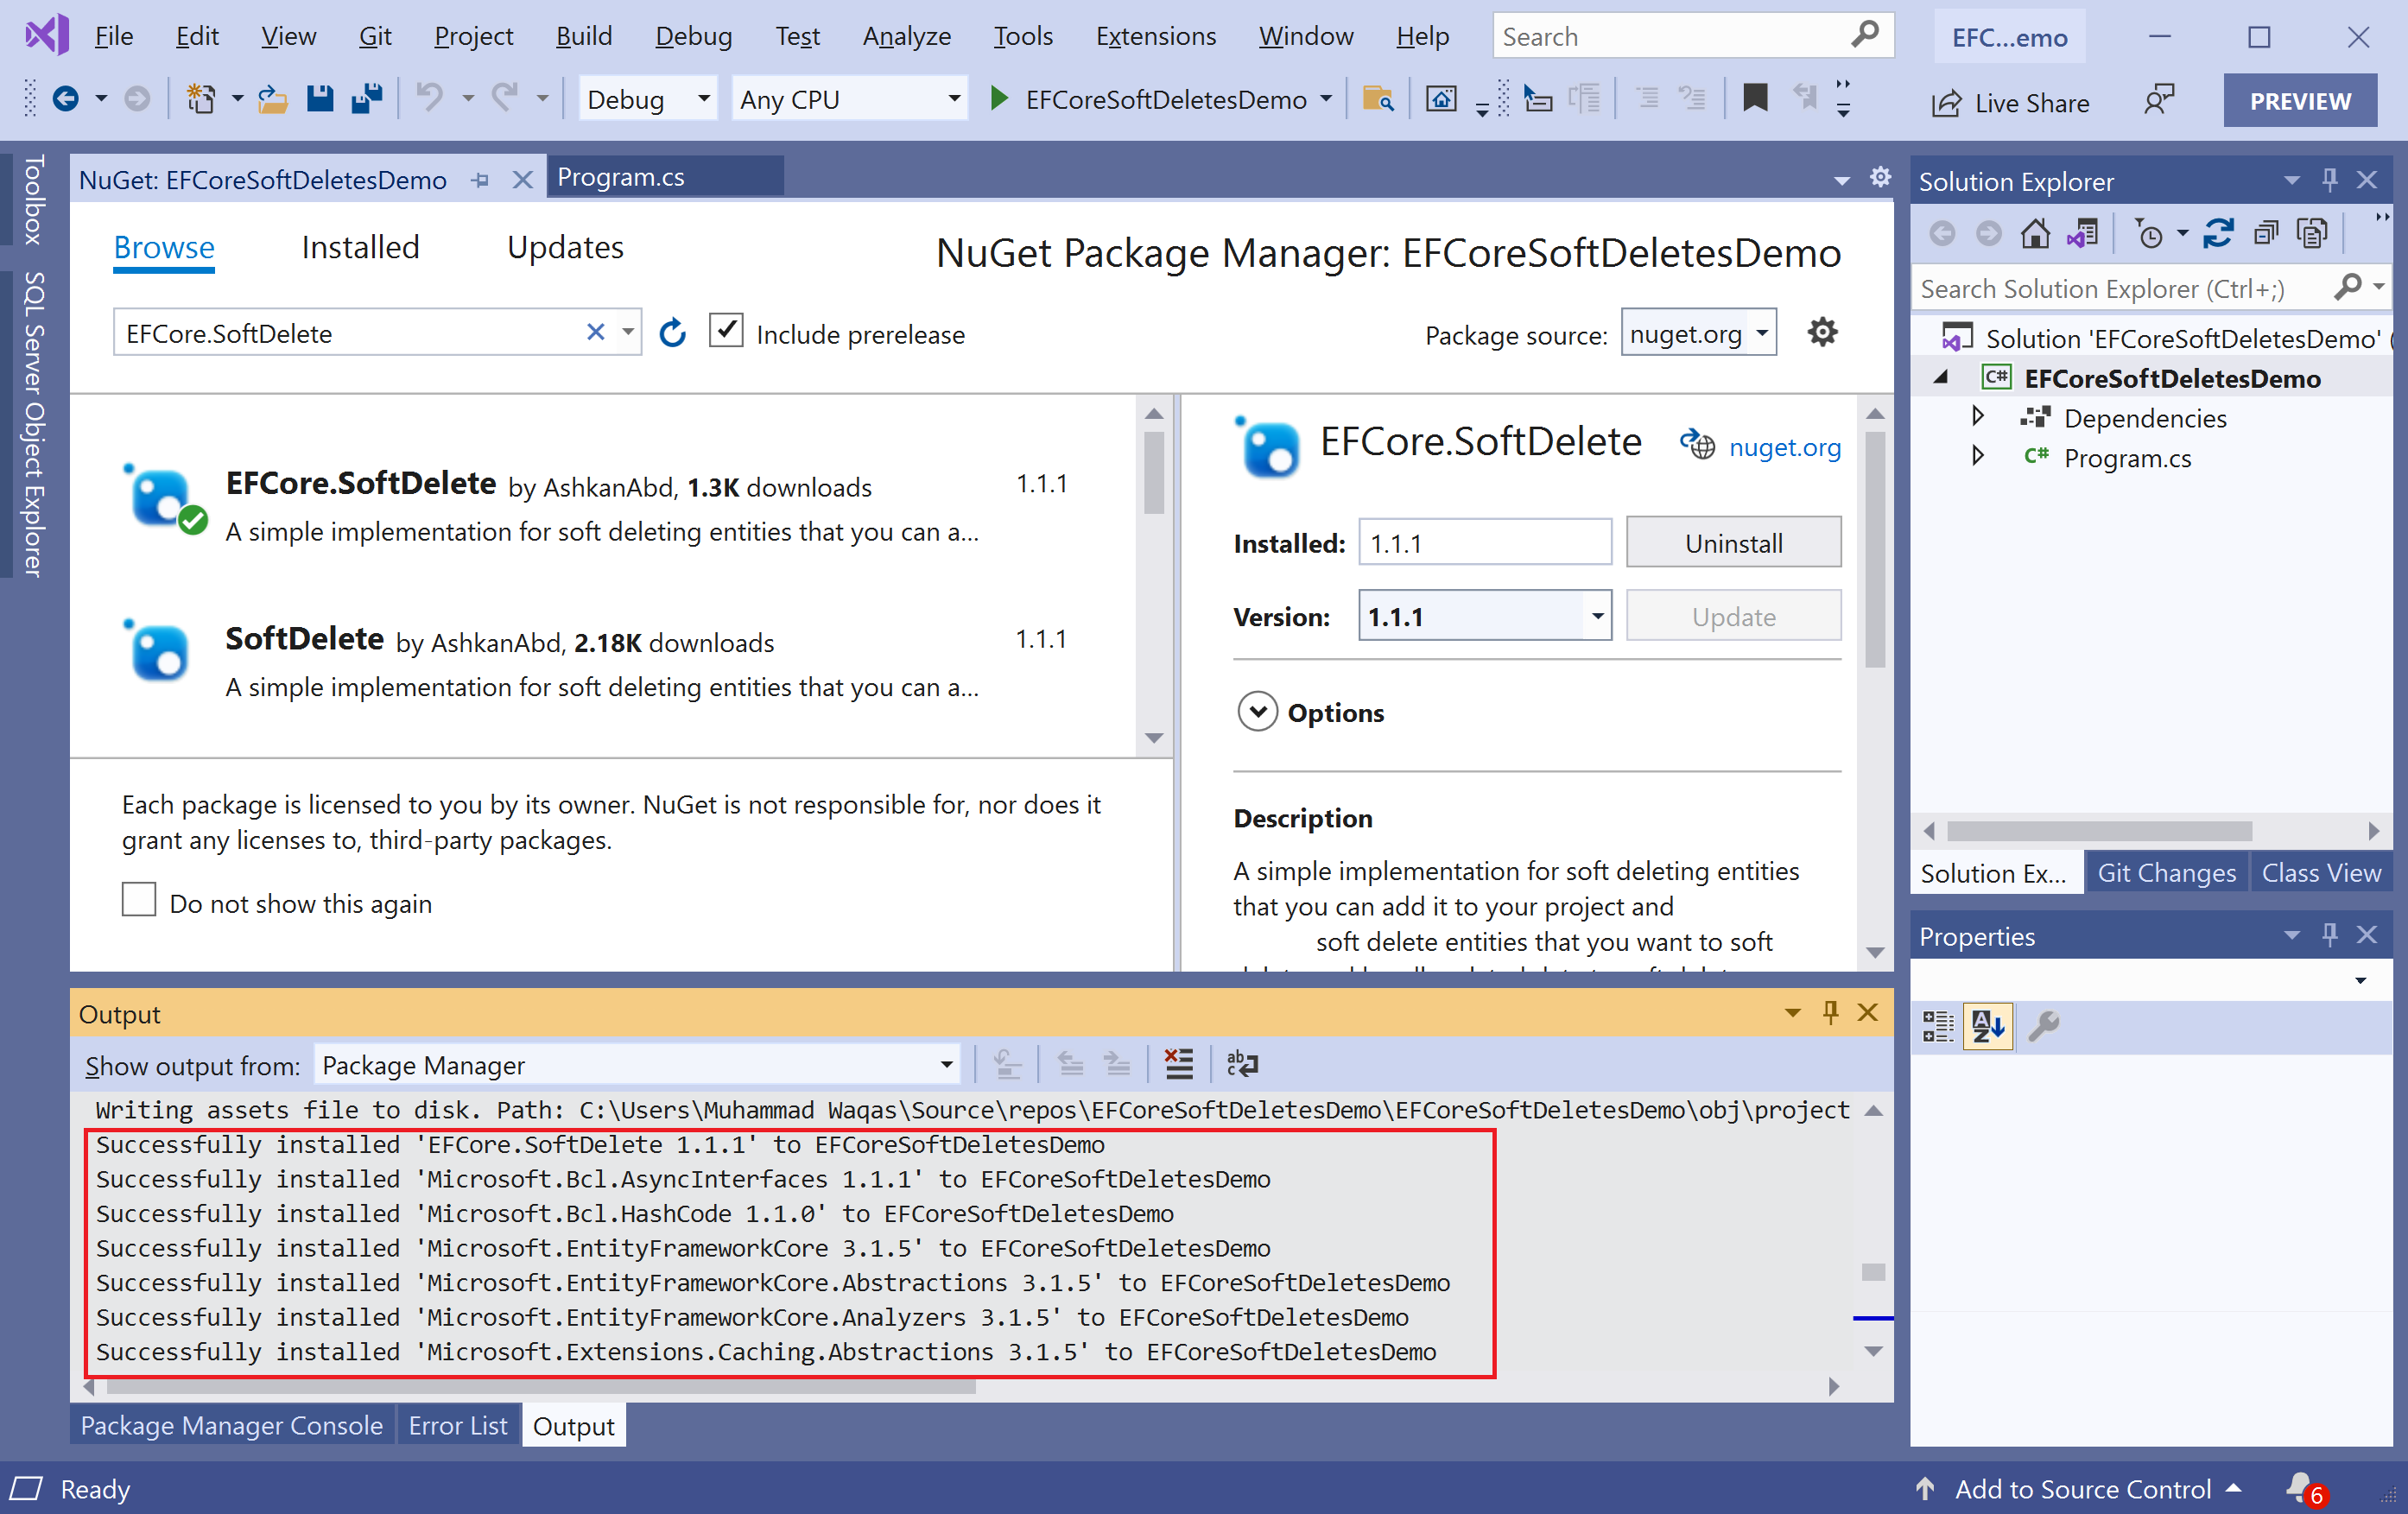 File Edit View Git Project Build Debug Test Analyze Tools Extensions Window Help Search EFC...emo
Debug Any CPU EFCoreSoftDeletesDemo Live Share PREVIEW
Toolbox
SQL Server Object Explorer
NuGet: EFCoreSoftDeletesDemo Program.cs
Browse Installed Updates NuGet Package Manager: EFCoreSoftDeletesDemo
EFCore.SoftDelete Include prerelease Package source: nuget.org
EFCore.SoftDelete by AshkanAbd, 1.3K downloads 1.1.1
A simple implementation for soft deleting entities that you can a...
SoftDelete by AshkanAbd, 2.18K downloads 1.1.1
A simple implementation for soft deleting entities that you can a...
Each package is licensed to you by its owner. NuGet is not responsible for, nor does it
grant any licenses to, third-party packages.
Do not show this again
EFCore.SoftDelete nuget.org
Installed: 1.1.1 Uninstall
Version: 1.1.1 Update
Options
Description
A simple implementation for soft deleting entities
that you can add it to your project and
soft delete entities that you want to soft
Output
Show output from: Package Manager
Writing assets file to disk. Path: C:\Users\Muhammad Waqas\Source\repos\EFCoreSoftDeletesDemo\EFCoreSoftDeletesDemo\obj\project
Successfully installed 'EFCore.SoftDelete 1.1.1' to EFCoreSoftDeletesDemo
Successfully installed 'Microsoft.Bcl.AsyncInterfaces 1.1.1' to EFCoreSoftDeletesDemo
Successfully installed 'Microsoft.Bcl.HashCode 1.1.0' to EFCoreSoftDeletesDemo
Successfully installed 'Microsoft.EntityFrameworkCore 3.1.5' to EFCoreSoftDeletesDemo
Successfully installed 'Microsoft.EntityFrameworkCore.Abstractions 3.1.5' to EFCoreSoftDeletesDemo
Successfully installed 'Microsoft.EntityFrameworkCore.Analyzers 3.1.5' to EFCoreSoftDeletesDemo
Successfully installed 'Microsoft.Extensions.Caching.Abstractions 3.1.5' to EFCoreSoftDeletesDemo
Package Manager Console Error List Output
Solution Explorer
Search Solution Explorer (Ctrl+;)
Solution 'EFCoreSoftDeletesDemo' (
C# EFCoreSoftDeletesDemo
Dependencies
C# Program.cs
Solution Ex... Git Changes Class View
Properties
Ready Add to Source Control 6